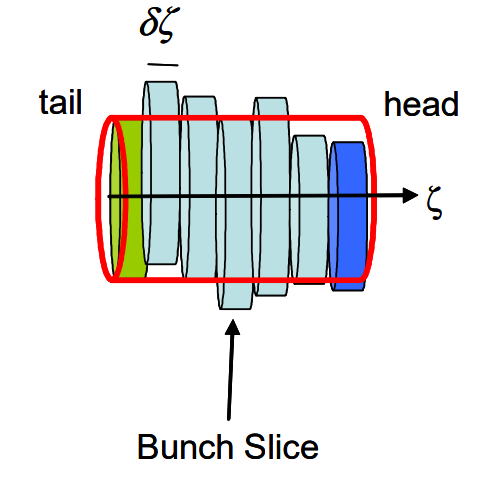 δζ
tail
head
ζ
Bunch Slice